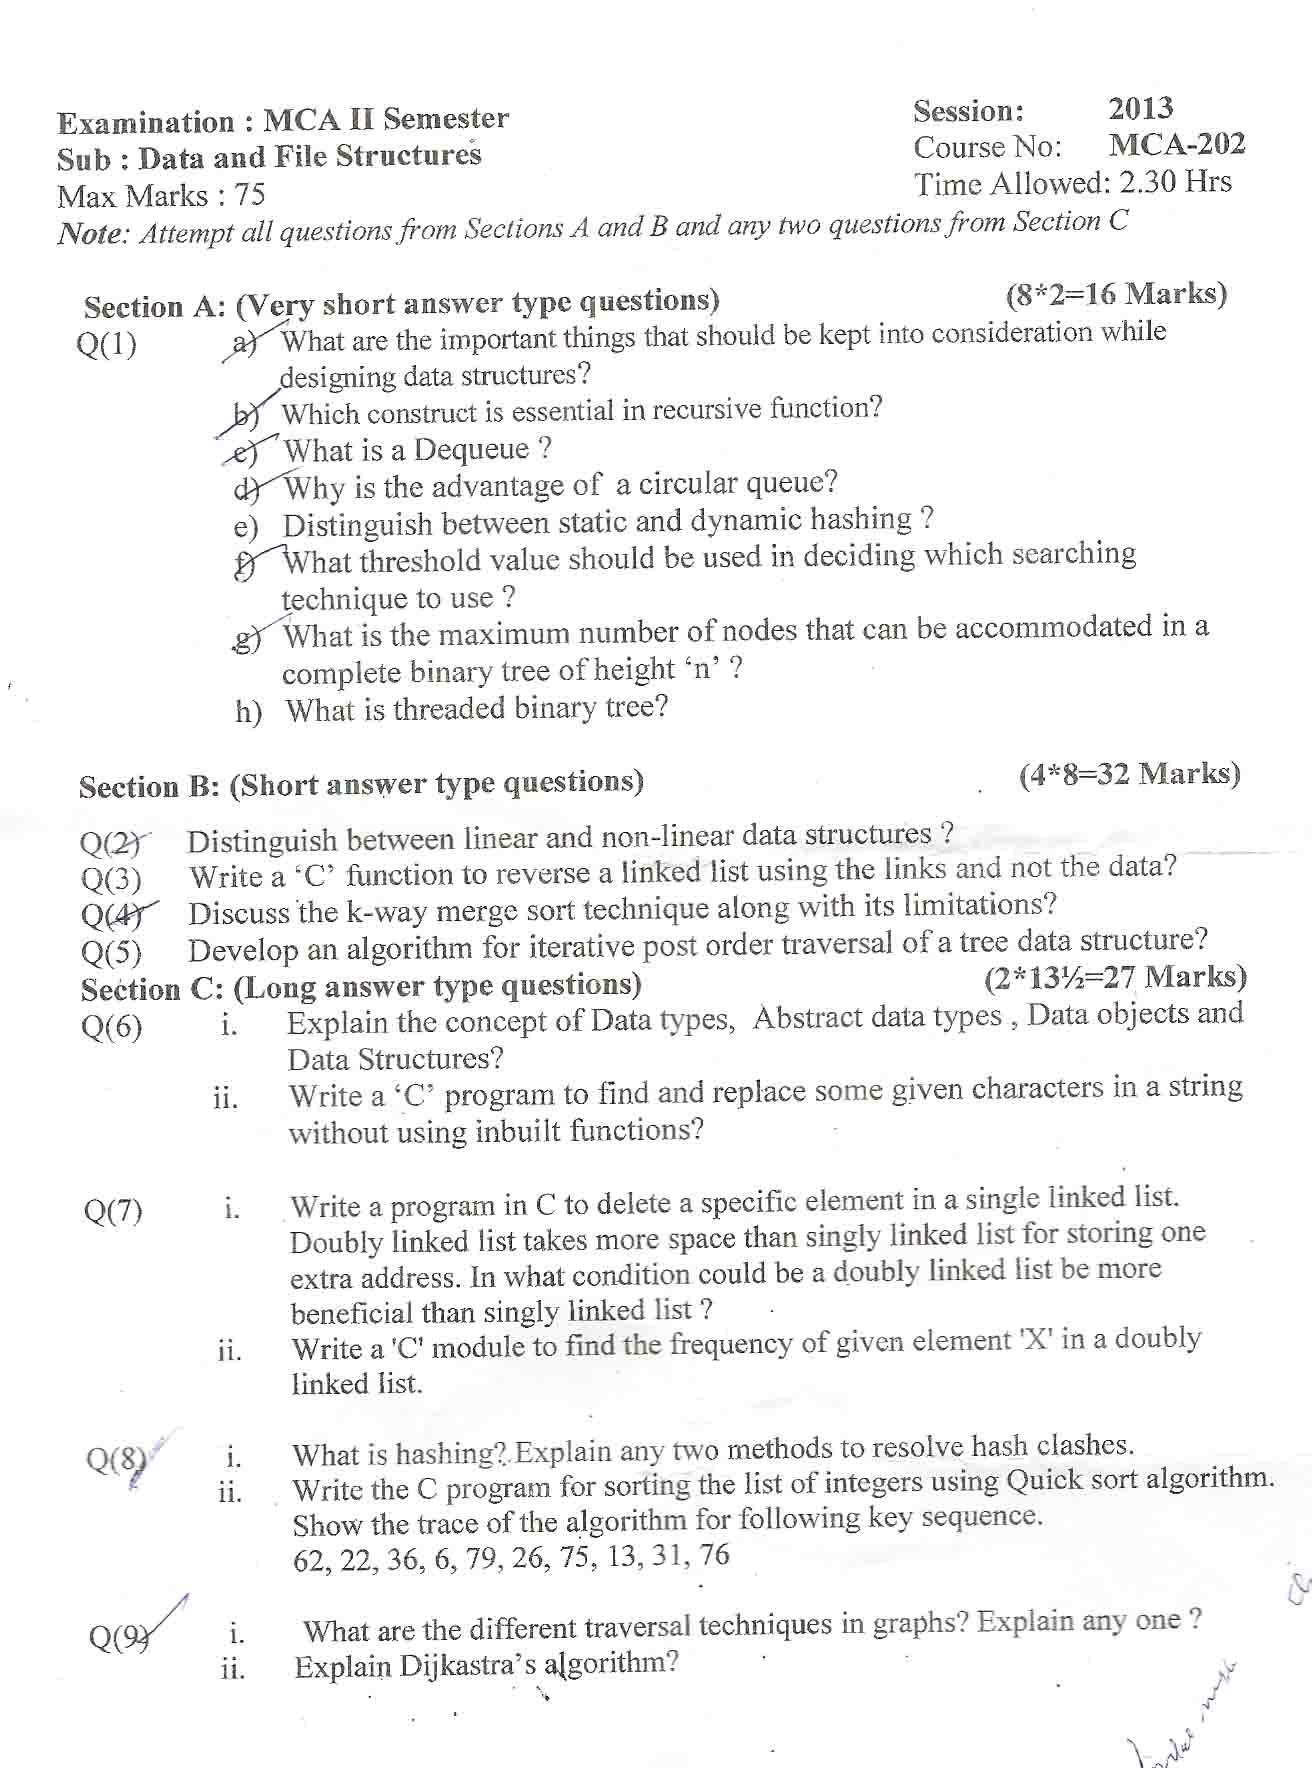 Examination : MCA II Semester
Session: 2013
Sub : Data and File Structures
Course No: MCA-202
Max Marks : 75
Time Allowed: 2.30 Hrs
Note: Attempt all questions from Sections A and B and any two questions from Section C
Section A: (Very short answer type questions) (8*2=16 Marks)
Q(1) a) What are the important things that should be kept into consideration while
designing data structures?
b) Which construct is essential in recursive function?
c) What is a Dequeue ?
d) Why is the advantage of a circular queue?
e) Distinguish between static and dynamic hashing ?
f) What threshold value should be used in deciding which searching
technique to use ?
g) What is the maximum number of nodes that can be accommodated in a
complete binary tree of height ‘n’ ?
h) What is threaded binary tree?
Section B: (Short answer type questions) (4*8=32 Marks)
Q(2) Distinguish between linear and non-linear data structures ?
Q(3) Write a ‘C’ function to reverse a linked list using the links and not the data?
Q(4) Discuss the k-way merge sort technique along with its limitations?
Q(5) Develop an algorithm for iterative post order traversal of a tree data structure?
Section C: (Long answer type questions) (2*13½=27 Marks)
Q(6) i. Explain the concept of Data types, Abstract data types , Data objects and
Data Structures?
ii. Write a ‘C’ program to find and replace some given characters in a string
without using inbuilt functions?
Q(7) i. Write a program in C to delete a specific element in a single linked list.
Doubly linked list takes more space than singly linked list for storing one
extra address. In what condition could be a doubly linked list be more
beneficial than singly linked list ?
ii. Write a 'C' module to find the frequency of given element 'X' in a doubly
linked list.
Q(8) i. What is hashing? Explain any two methods to resolve hash clashes.
ii. Write the C program for sorting the list of integers using Quick sort algorithm.
Show the trace of the algorithm for following key sequence.
62, 22, 36, 6, 79, 26, 75, 13, 31, 76
Q(9) i. What are the different traversal techniques in graphs? Explain any one ?
ii. Explain Dijkastra’s algorithm?